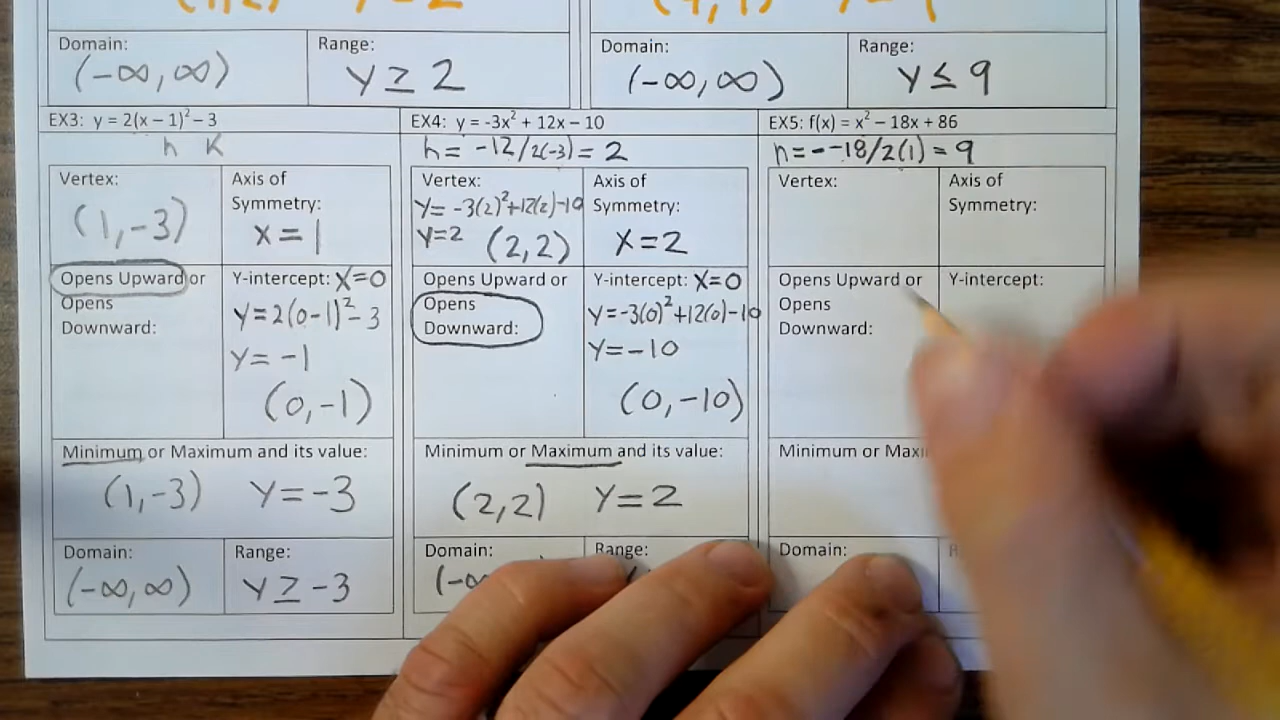 Domain: Range: Domain: Range:
(-∞, ∞) y ≥ 2 (-∞, ∞) y ≤ 9
EX3: y = 2(x – 1)² – 3 EX4: y = -3x² + 12x – 10 EX5: f(x) = x² – 18x + 86
h k h = -12/2(-3) = 2 h = --18/2(1) = 9
Vertex: Axis of Vertex: Axis of Vertex: Axis of
Symmetry: y = -3(2)²+12(2)-10 Symmetry: Symmetry:
(1, -3) x = 1 y=2 (2, 2) x=2
Opens Upward or Y-intercept: x=0 Opens Upward or Y-intercept: x=0 Opens Upward or Y-intercept:
Opens y=2(0-1)²-3 Opens y=-3(0)²+12(0)-10 Opens
Downward: Downward: Downward:
y = -1 y=-10
(0, -1) (0, -10)
Minimum or Maximum and its value: Minimum or Maximum and its value: Minimum or
(1, -3) y = -3 (2, 2) y = 2
Domain: Range: Domain: Range: Domain:
(-∞, ∞) y ≥ -3